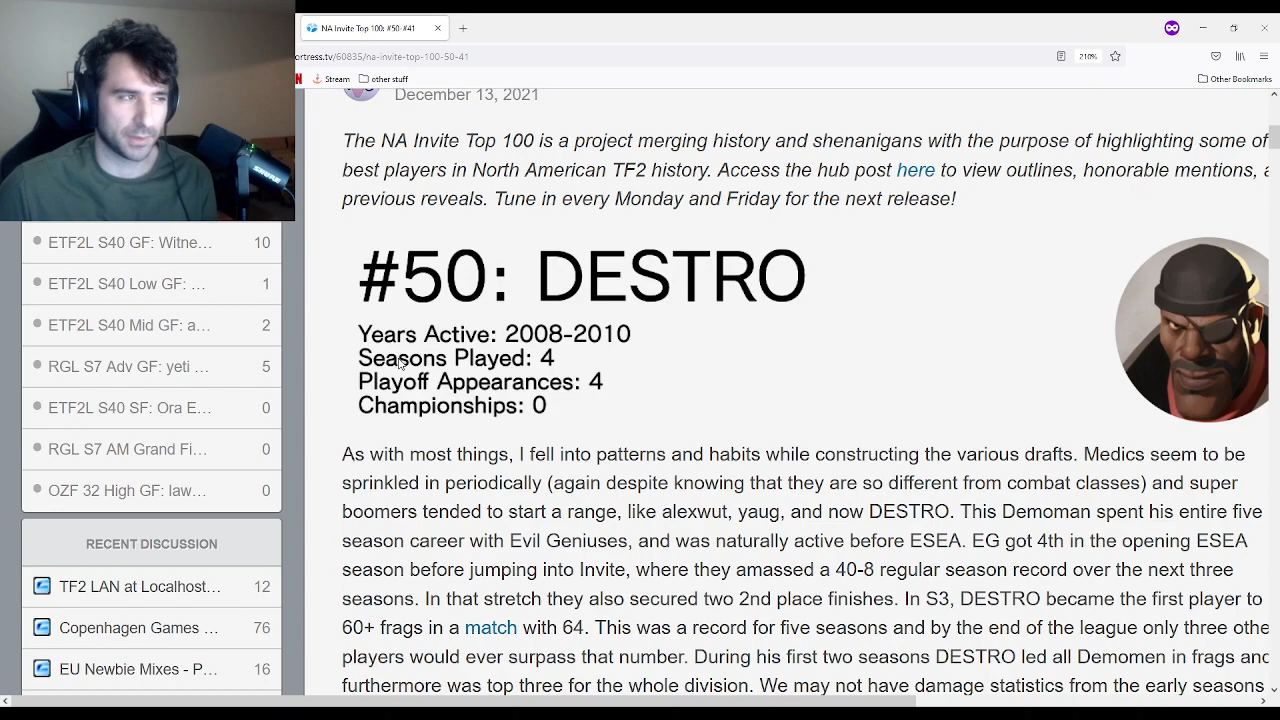 NA Invite Top 100: #50-#41
ortress.tv/60835/na-invite-top-100-50-41
210%
N
Stream
other stuff
Other Bookmarks
December 13, 2021
The NA Invite Top 100 is a project merging history and shenanigans with the purpose of highlighting some of
best players in North American TF2 history. Access the hub post here to view outlines, honorable mentions, a
previous reveals. Tune in every Monday and Friday for the next release!
#50: DESTRO
Years Active: 2008-2010
Seasons Played: 4
Playoff Appearances: 4
Championships: 0
As with most things, I fell into patterns and habits while constructing the various drafts. Medics seem to be
sprinkled in periodically (again despite knowing that they are so different from combat classes) and super
boomers tended to start a range, like alexwut, yaug, and now DESTRO. This Demoman spent his entire five
season career with Evil Geniuses, and was naturally active before ESEA. EG got 4th in the opening ESEA
season before jumping into Invite, where they amassed a 40-8 regular season record over the next three
seasons. In that stretch they also secured two 2nd place finishes. In S3, DESTRO became the first player to
60+ frags in a match with 64. This was a record for five seasons and by the end of the league only three othe
players would ever surpass that number. During his first two seasons DESTRO led all Demomen in frags and
furthermore was top three for the whole division. We may not have damage statistics from the early seasons
ETF2L S40 GF: Witne... 10
ETF2L S40 Low GF: ... 1
ETF2L S40 Mid GF: a... 2
RGL S7 Adv GF: yeti ... 5
ETF2L S40 SF: Ora E... 0
RGL S7 AM Grand Fi... 0
OZF 32 High GF: law... 0
RECENT DISCUSSION
TF2 LAN at Localhost... 12
Copenhagen Games ... 76
EU Newbie Mixes - P... 16
SHURE